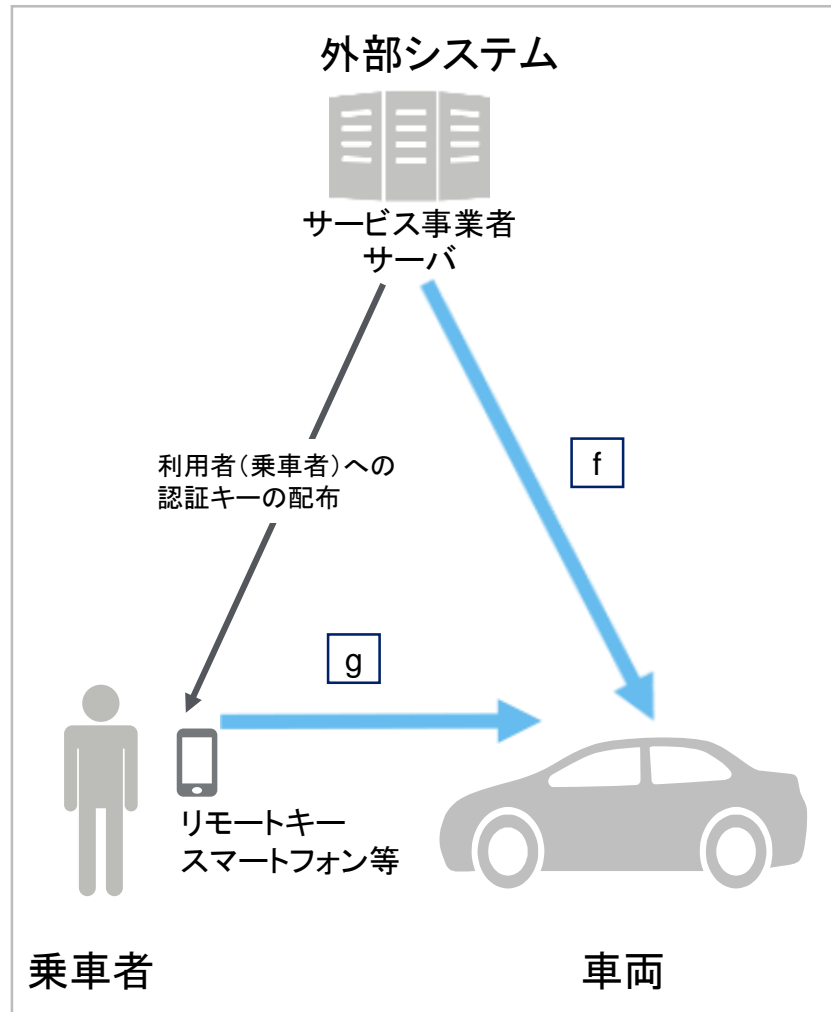 外部システム
サービス事業者
サーバ
利用者（乗車者）への
認証キーの配布
f
g
リモートキー
スマートフォン等
乗車者
車両